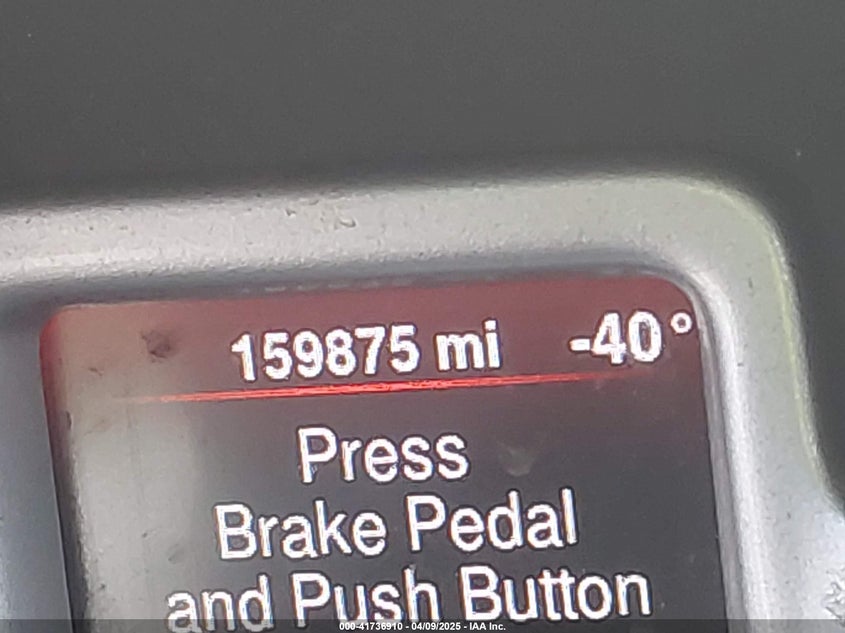 159875 mi -40°
Press
Brake Pedal
and Push Button
000-41736910 - 04/09/2025 - IAA Inc.